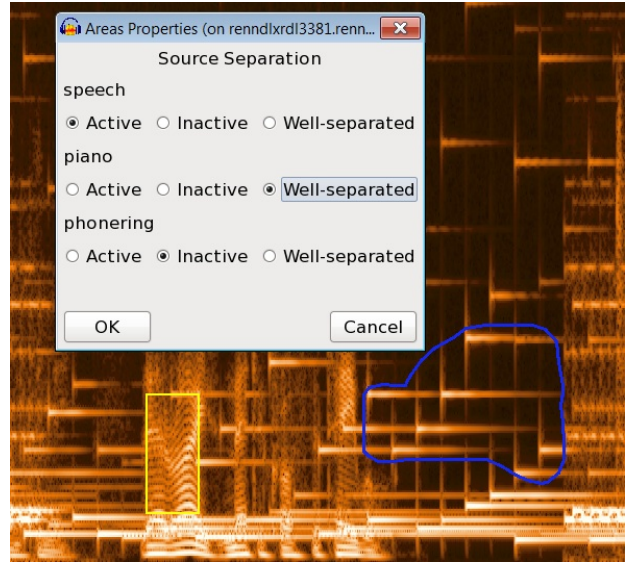 Areas Properties (on renndlxrdl3381.renn...
Source Separation
speech
Active Inactive Well-separated
piano
Active Inactive Well-separated
phonering
Active Inactive Well-separated
OK Cancel